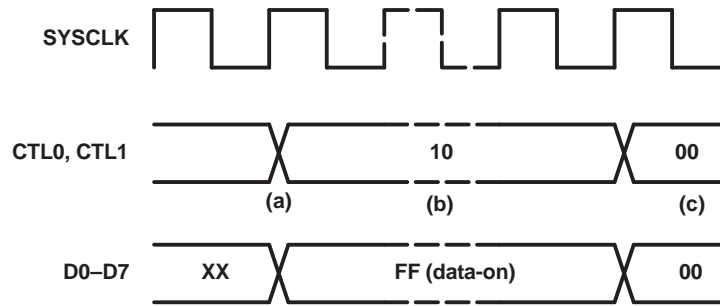 SYSCLK
CTL0, CTL1 10 00
(a) (b) (c)
D0–D7 XX FF (data-on) 00